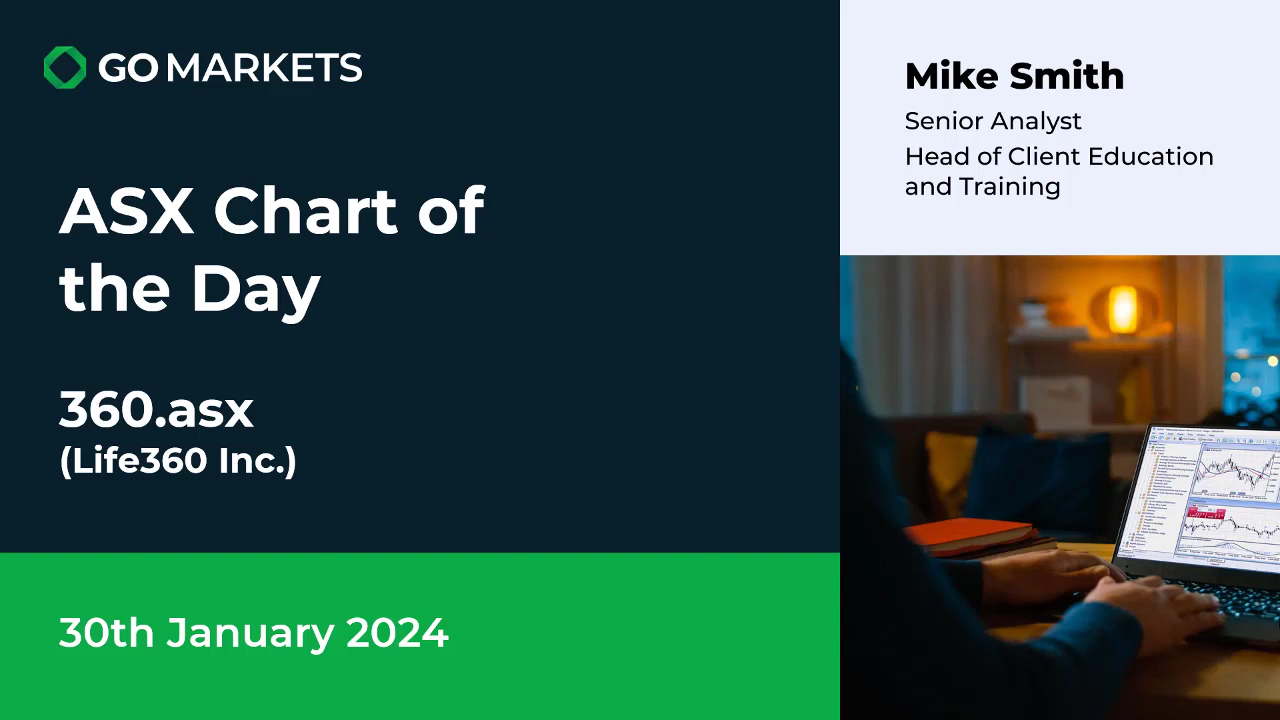 GO MARKETS
ASX Chart of
the Day
360.asx
(Life360 Inc.)
30th January 2024
Mike Smith
Senior Analyst
Head of Client Education
and Training